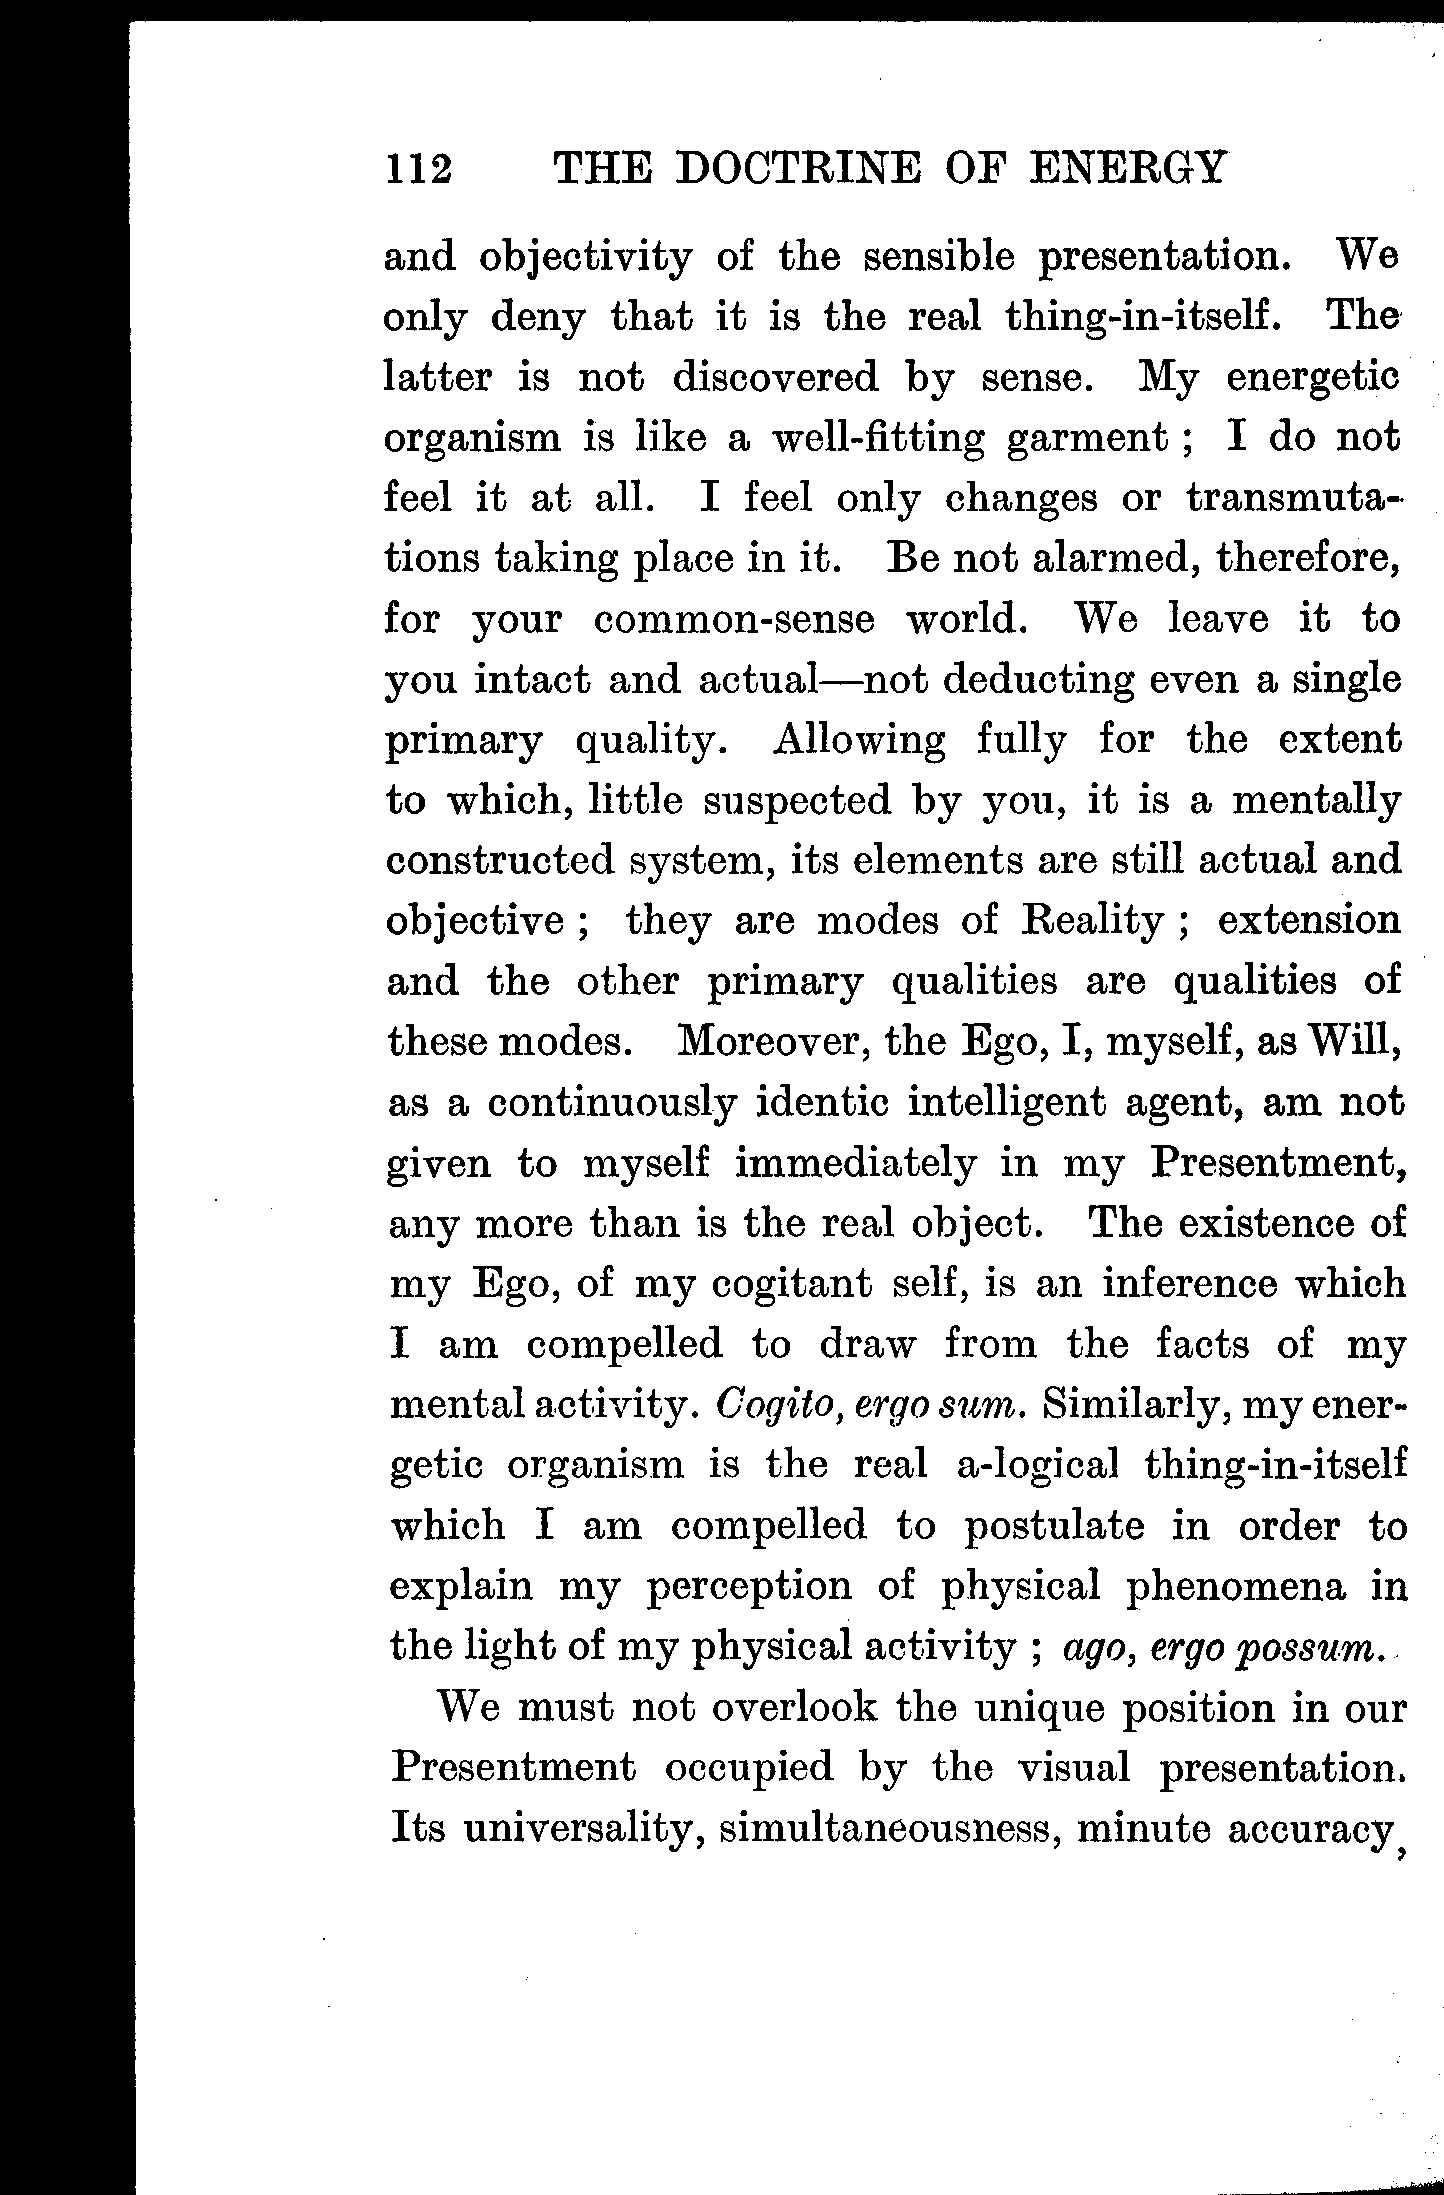 112 THE DOCTRINE OF ENERGY
and objectivity of the sensible presentation. We
only deny that it is the real thing-in-itself. The
latter is not discovered by sense. My energetic
organism is like a well-fitting garment ; I do not
feel it at all. I feel only changes or transmuta-
tions taking place in it. Be not alarmed, therefore,
for your common-sense world. We leave it to
you intact and actual—not deducting even a single
primary quality. Allowing fully for the extent
to which, little suspected by you, it is a mentally
constructed system, its elements are still actual and
objective ; they are modes of Reality ; extension
and the other primary qualities are qualities of
these modes. Moreover, the Ego, I, myself, as Will,
as a continuously identic intelligent agent, am not
given to myself immediately in my Presentment,
any more than is the real object. The existence of
my Ego, of my cogitant self, is an inference which
I am compelled to draw from the facts of my
mental activity. Cogito, ergo sum. Similarly, my ener-
getic organism is the real a-logical thing-in-itself
which I am compelled to postulate in order to
explain my perception of physical phenomena in
the light of my physical activity ; ago, ergo possum.
We must not overlook the unique position in our
Presentment occupied by the visual presentation.
Its universality, simultaneousness, minute accuracy,